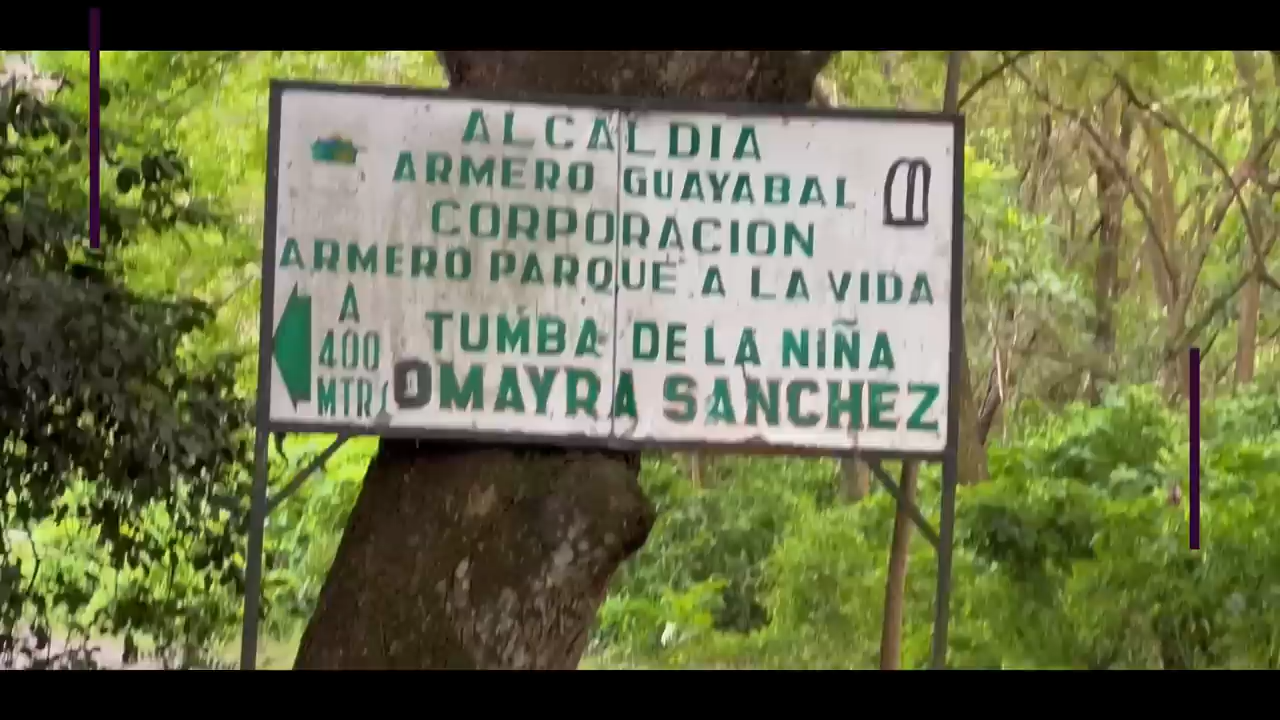 ALCALDIA
ARMERO GUAYABAL
CORPORACION
ARMERO PARQUE A LA VIDA
A
400
MTR
TUMBA DE LA NIÑA
OMAYRA SANCHEZ